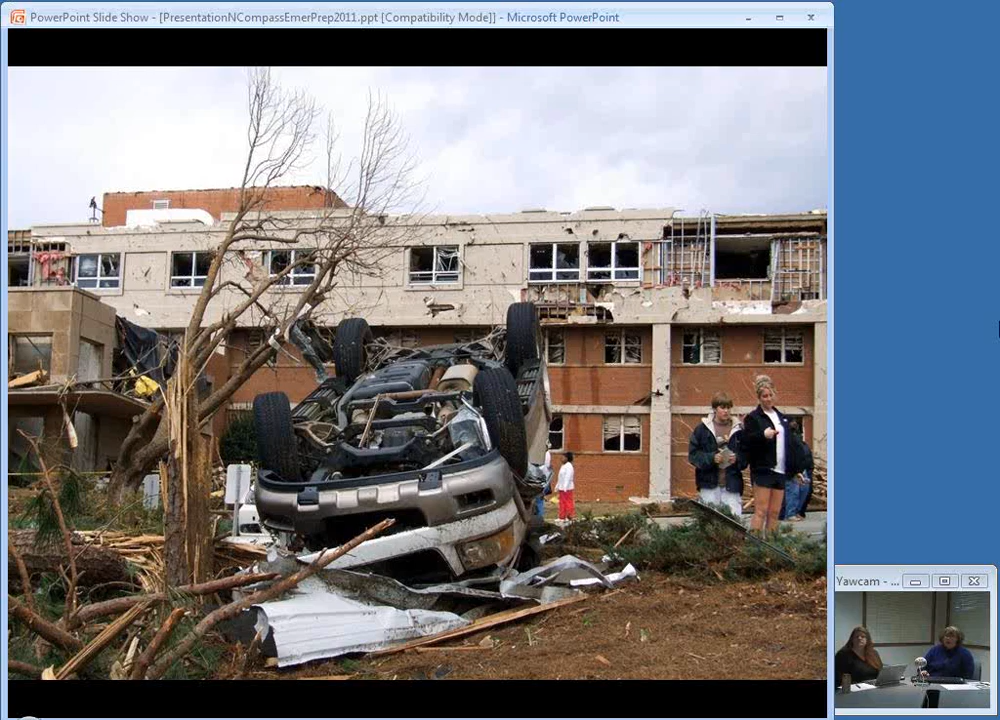 PowerPoint Slide Show - [PresentationNCompassEmerPrep2011.ppt [Compatibility Mode]] - Microsoft PowerPoint
Yawcam - ...